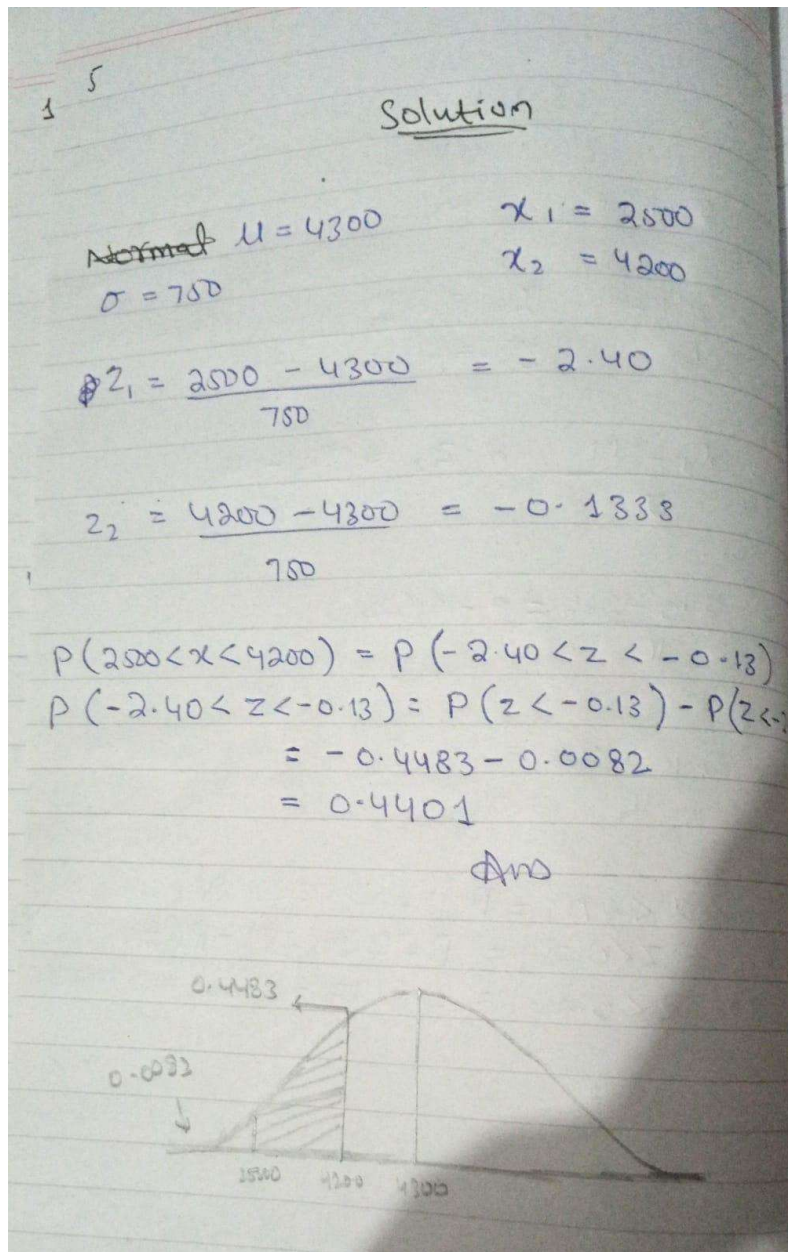 1 5
Solution
Normal μ = 4300 x1 = 2500
σ = 750 x2 = 4200
z1 = 2500 - 4300 = - 2.40
750
z2 = 4200 - 4300 = - 0.1333
750
P(2500<x<4200) = P(-2.40<z<-0.13)
P(-2.40<z<-0.13) = P(z<-0.13) - P(z<-
= - 0.4483 - 0.0082
= 0.4401
Ans
0.4483
0.0082
2500 4200 4300